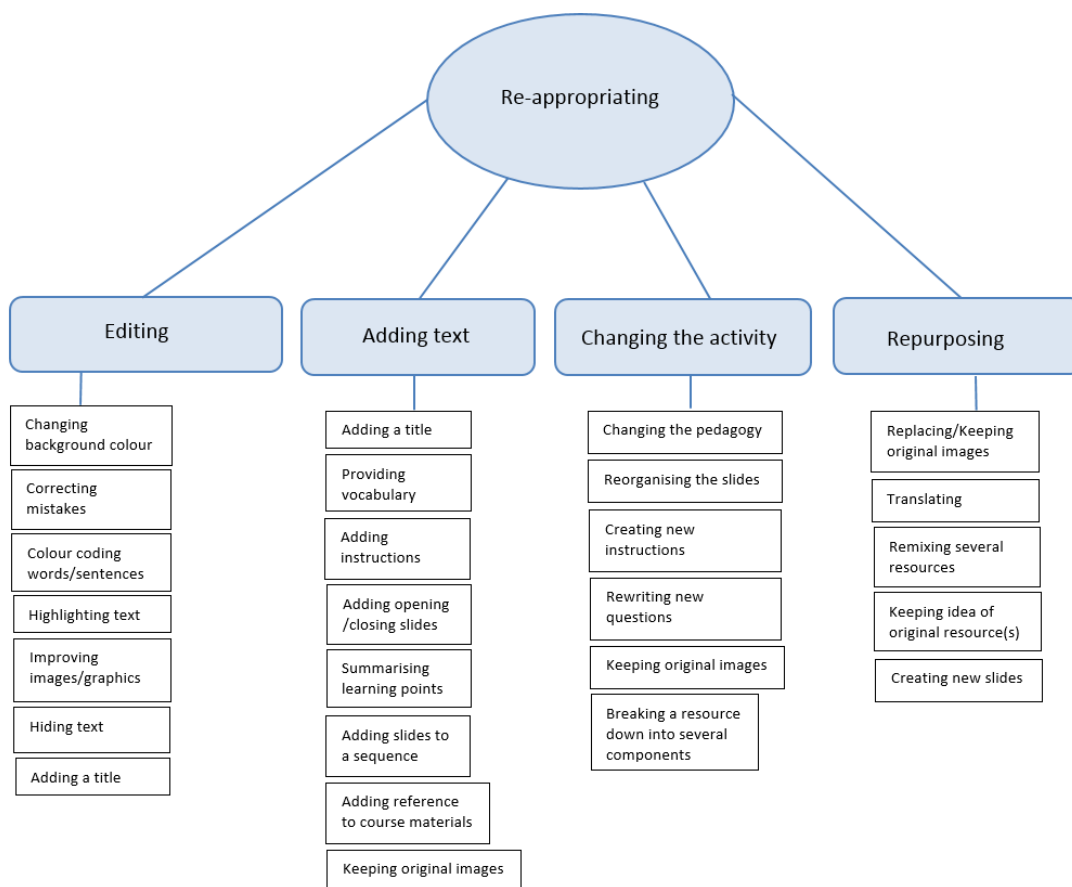 Re-appropriating
Editing
Adding text
Changing the activity
Repurposing
Changing
background colour
Correcting
mistakes
Colour coding
words/sentences
Highlighting text
Improving
images/graphics
Hiding text
Adding a title
Adding a title
Providing
vocabulary
Adding
instructions
Adding opening
/closing slides
Summarising
learning points
Adding slides to
a sequence
Adding reference
to course materials
Keeping original images
Changing the pedagogy
Reorganising the slides
Creating new
instructions
Rewriting new
questions
Keeping original images
Breaking a resource
down into several
components
Replacing/Keeping
original images
Translating
Remixing several
resources
Keeping idea of
original resource(s)
Creating new slides